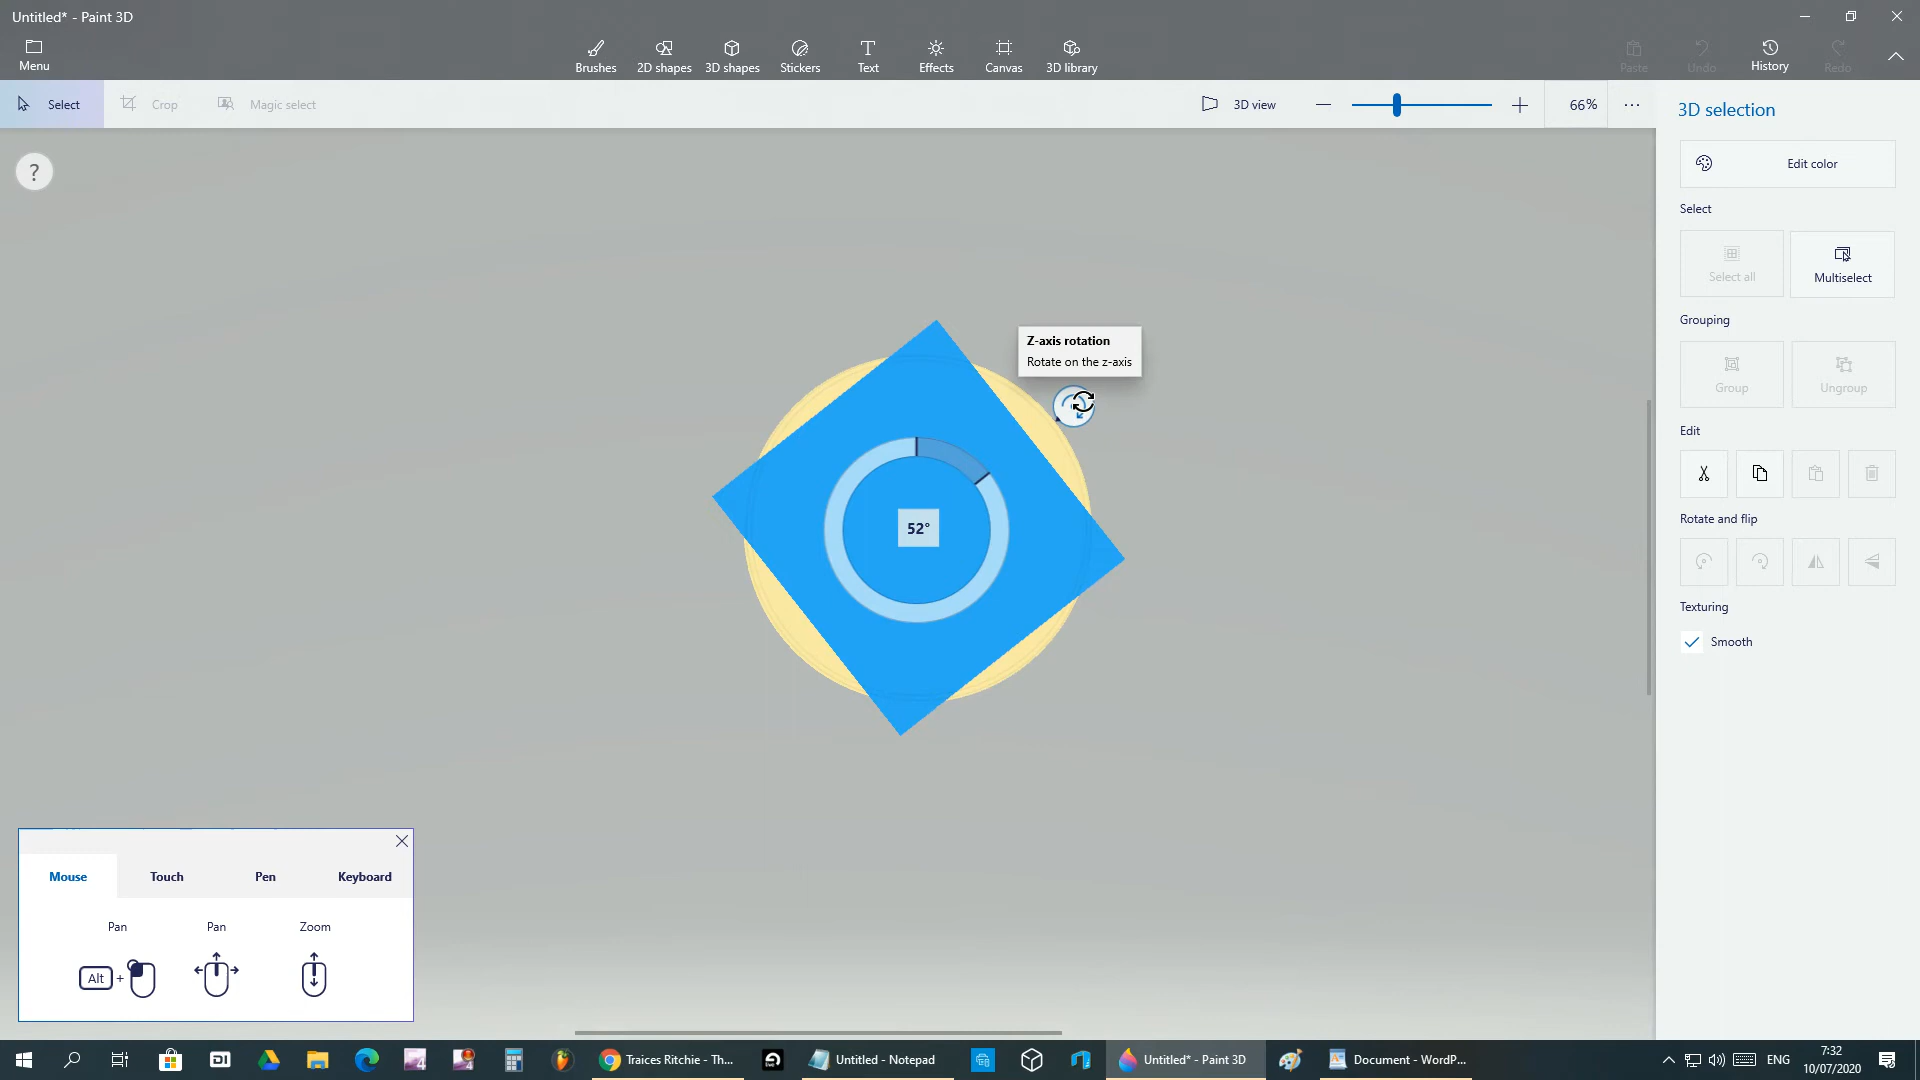 Untitled* - Paint 3D
Menu
Brushes
2D shapes
3D shapes
Stickers
Text
Effects
Canvas
3D library
Paste
Undo
History
Redo
Select
Crop
Magic select
3D view
66%
3D selection
Edit color
Select
Select all
Multiselect
Grouping
Group
Ungroup
Edit
Rotate and flip
Texturing
Smooth
?
Z-axis rotation
Rotate on the z-axis
52°
Mouse
Touch
Pen
Keyboard
Pan
Pan
Zoom
Alt +
DI
Traices Ritchie - Th...
Untitled - Notepad
Untitled* - Paint 3D
Document - WordP...
ENG
7:32
10/07/2020